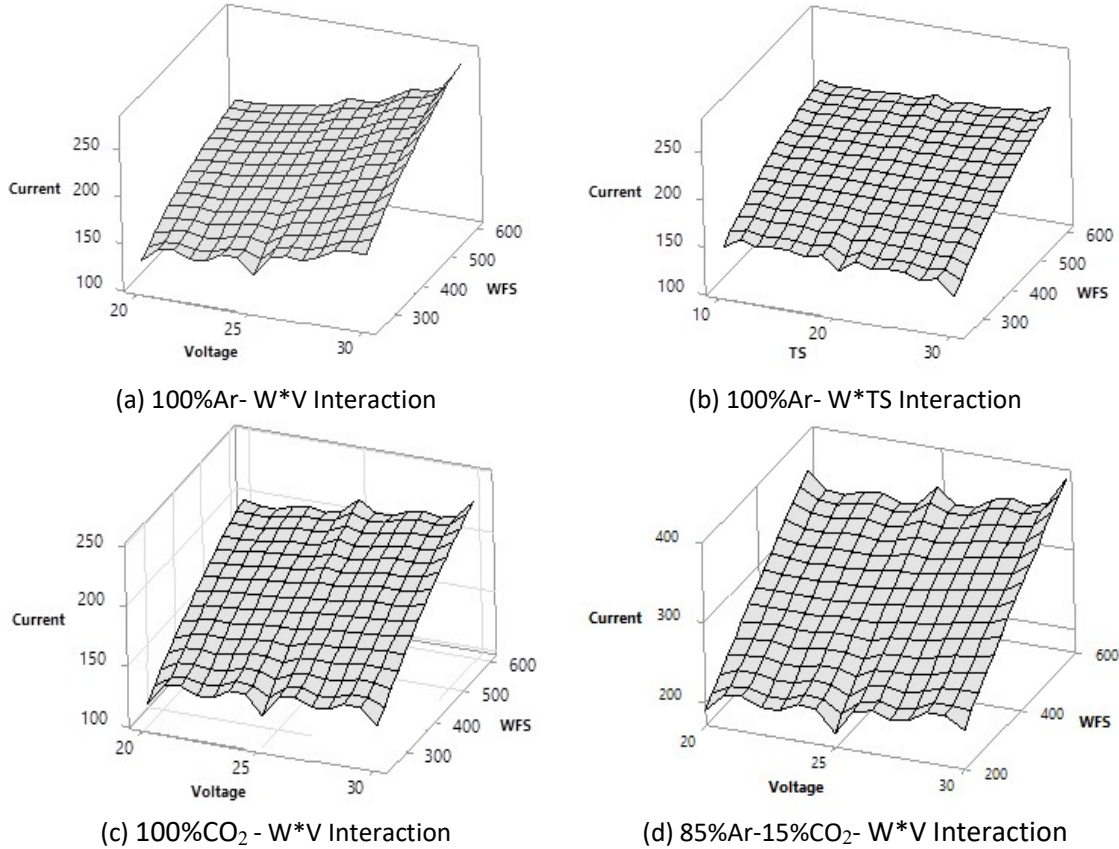 250
200
150
100
Current
20
25
30
Voltage
300
400
500
600
WFS
(a) 100%Ar- W*V Interaction
250
200
150
100
Current
10
20
30
TS
300
400
500
600
WFS
(b) 100%Ar- W*TS Interaction
250
200
150
100
Current
20
25
30
Voltage
300
400
500
600
WFS
(c) 100%CO₂ - W*V Interaction
400
300
200
Current
20
25
30
Voltage
200
400
600
WFS
(d) 85%Ar-15%CO₂- W*V Interaction